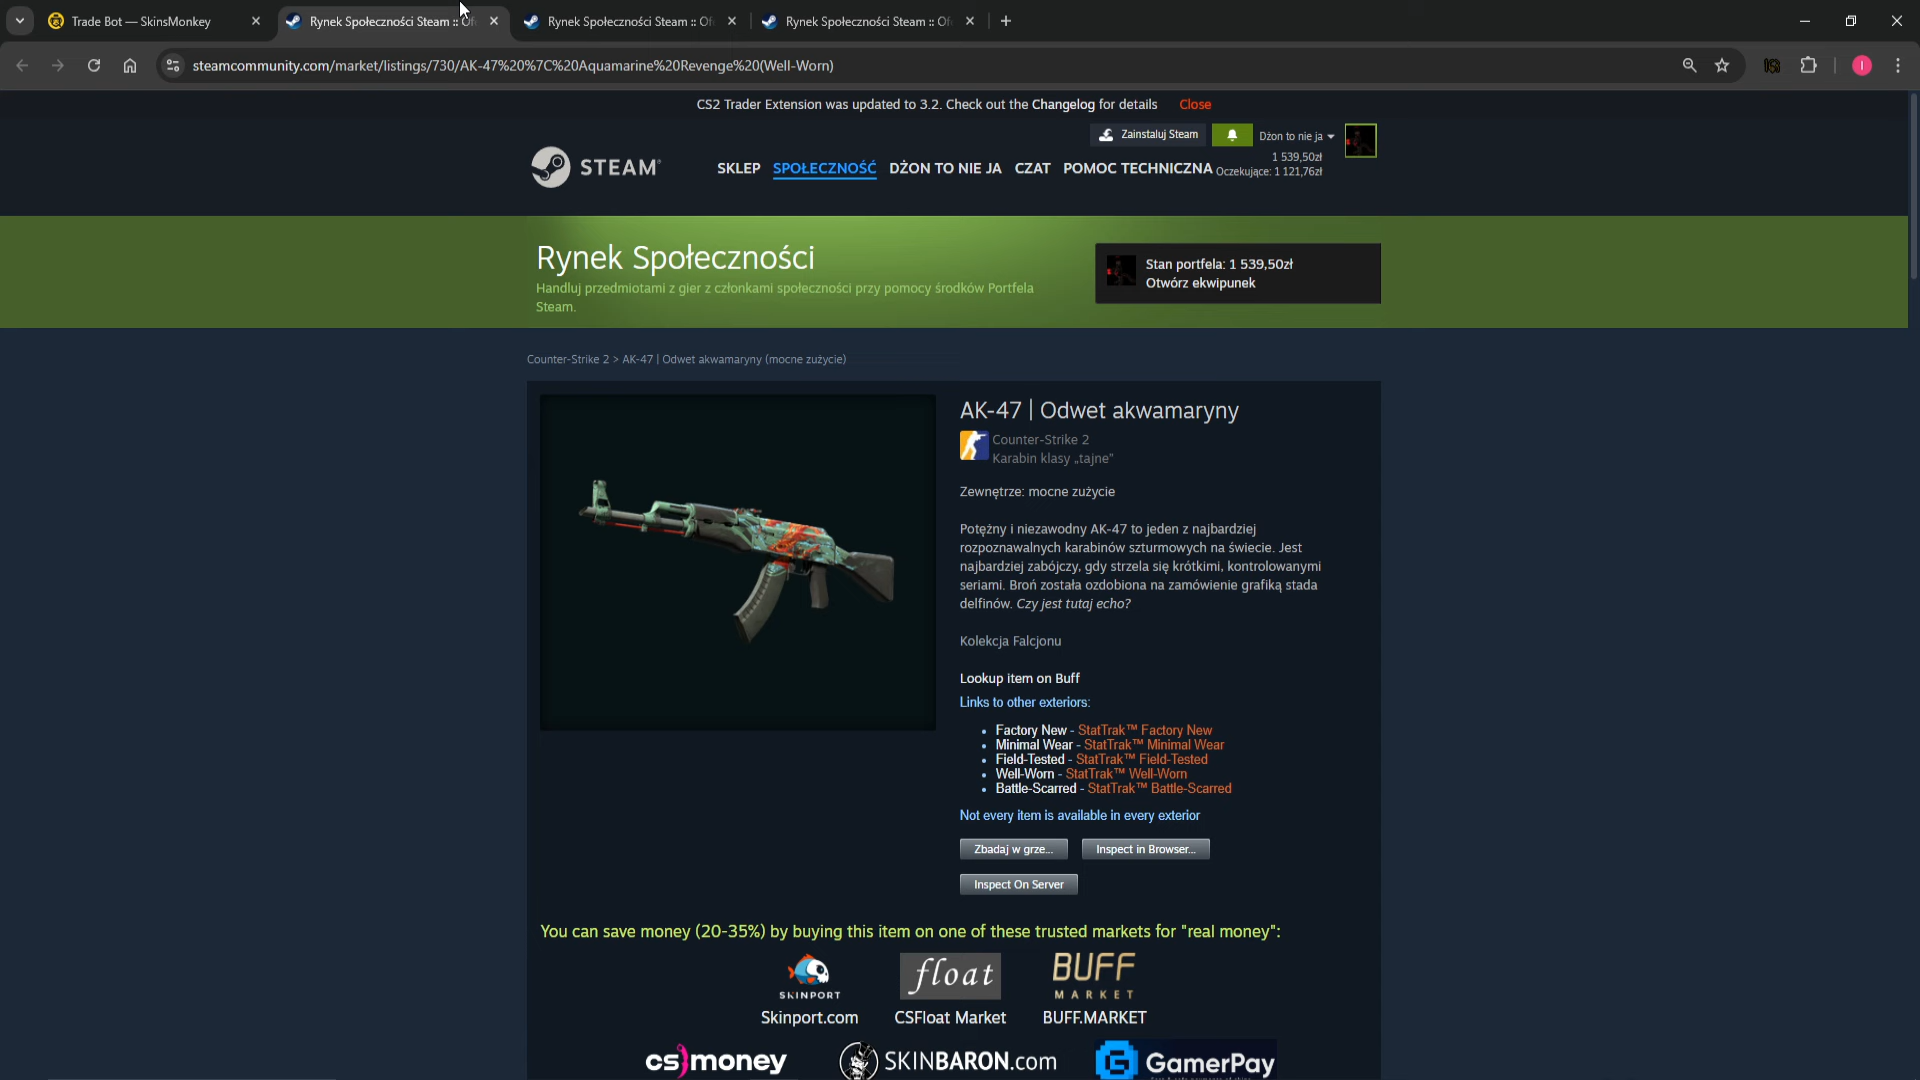 Trade Bot — SkinsMonkey
Rynek Społeczności Steam :: Of
Rynek Społeczności Steam :: Of
Rynek Społeczności Steam :: Of
steamcommunity.com/market/listings/730/AK-47%20%7C%20Aquamarine%20Revenge%20(Well-Worn)
CS2 Trader Extension was updated to 3.2. Check out the Changelog for details Close
Zainstaluj Steam
Dżon to nie ja
1 539,50zł
Oczekujące: 1 121,76zł
STEAM
SKLEP SPOŁECZNOŚĆ DŻON TO NIE JA CZAT POMOC TECHNICZNA
Rynek Społeczności
Handluj przedmiotami z gier z członkami społeczności przy pomocy środków Portfela
Steam.
Stan portfela: 1 539,50zł
Otwórz ekwipunek
Counter-Strike 2 > AK-47 | Odwet akwamaryny (mocne zużycie)
AK-47 | Odwet akwamaryny
Counter-Strike 2
Karabin klasy „tajne”
Zewnętrze: mocne zużycie
Potężny i niezawodny AK-47 to jeden z najbardziej
rozpoznawalnych karabinów szturmowych na świecie. Jest
najbardziej zabójczy, gdy strzela się krótkimi, kontrolowanymi
seriami. Broń została ozdobiona na zamówienie grafiką stada
delfinów. Czy jest tutaj echo?
Kolekcja Falcjonu
Lookup item on Buff
Links to other exteriors:
Factory New - StatTrak™ Factory New
Minimal Wear - StatTrak™ Minimal Wear
Field-Tested - StatTrak™ Field-Tested
Well-Worn - StatTrak™ Well-Worn
Battle-Scarred - StatTrak™ Battle-Scarred
Not every item is available in every exterior
Zbadaj w grze...
Inspect in Browser...
Inspect On Server
You can save money (20-35%) by buying this item on one of these trusted markets for "real money":
SKINPORT
float
BUFF
MARKET
Skinport.com
CSFloat Market
BUFF.MARKET
cs money
SKINBARON.com
GamerPay